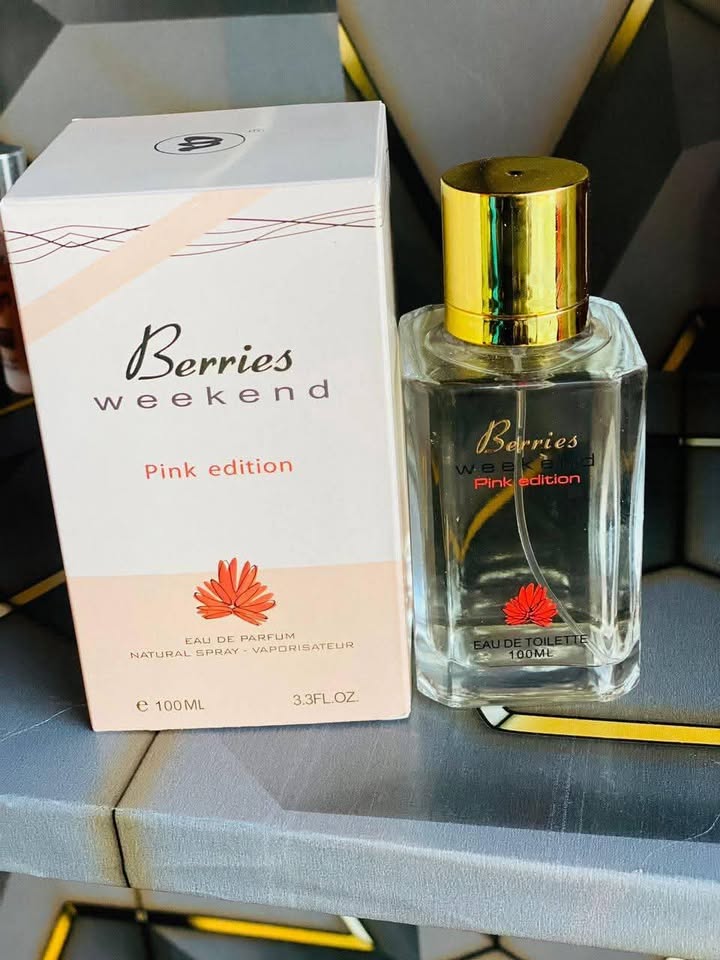 Berries
weekend
Pink edition
EAU DE PARFUM
NATURAL SPRAY - VAPORISATEUR
e 100ML 3.3FL.OZ.
Berries
weekend
Pink edition
EAU DE TOILETTE
100ML